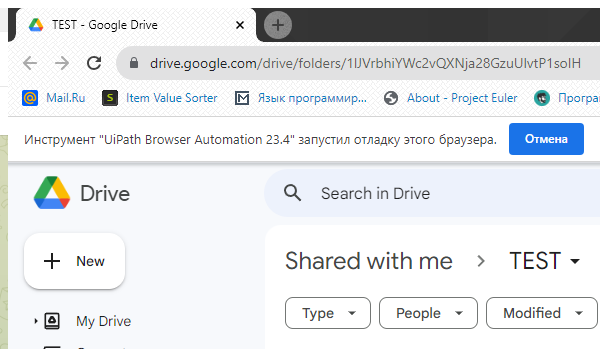 TEST - Google Drive
drive.google.com/drive/folders/1lJVrbhiYWc2vQXNja28GzuUlvtP1solH
Mail.Ru Item Value Sorter Язык программир... About - Project Euler Програ
Инструмент "UiPath Browser Automation 23.4" запустил отладку этого браузера. Отмена
Drive Search in Drive
New Shared with me TEST
Type People Modified
My Drive